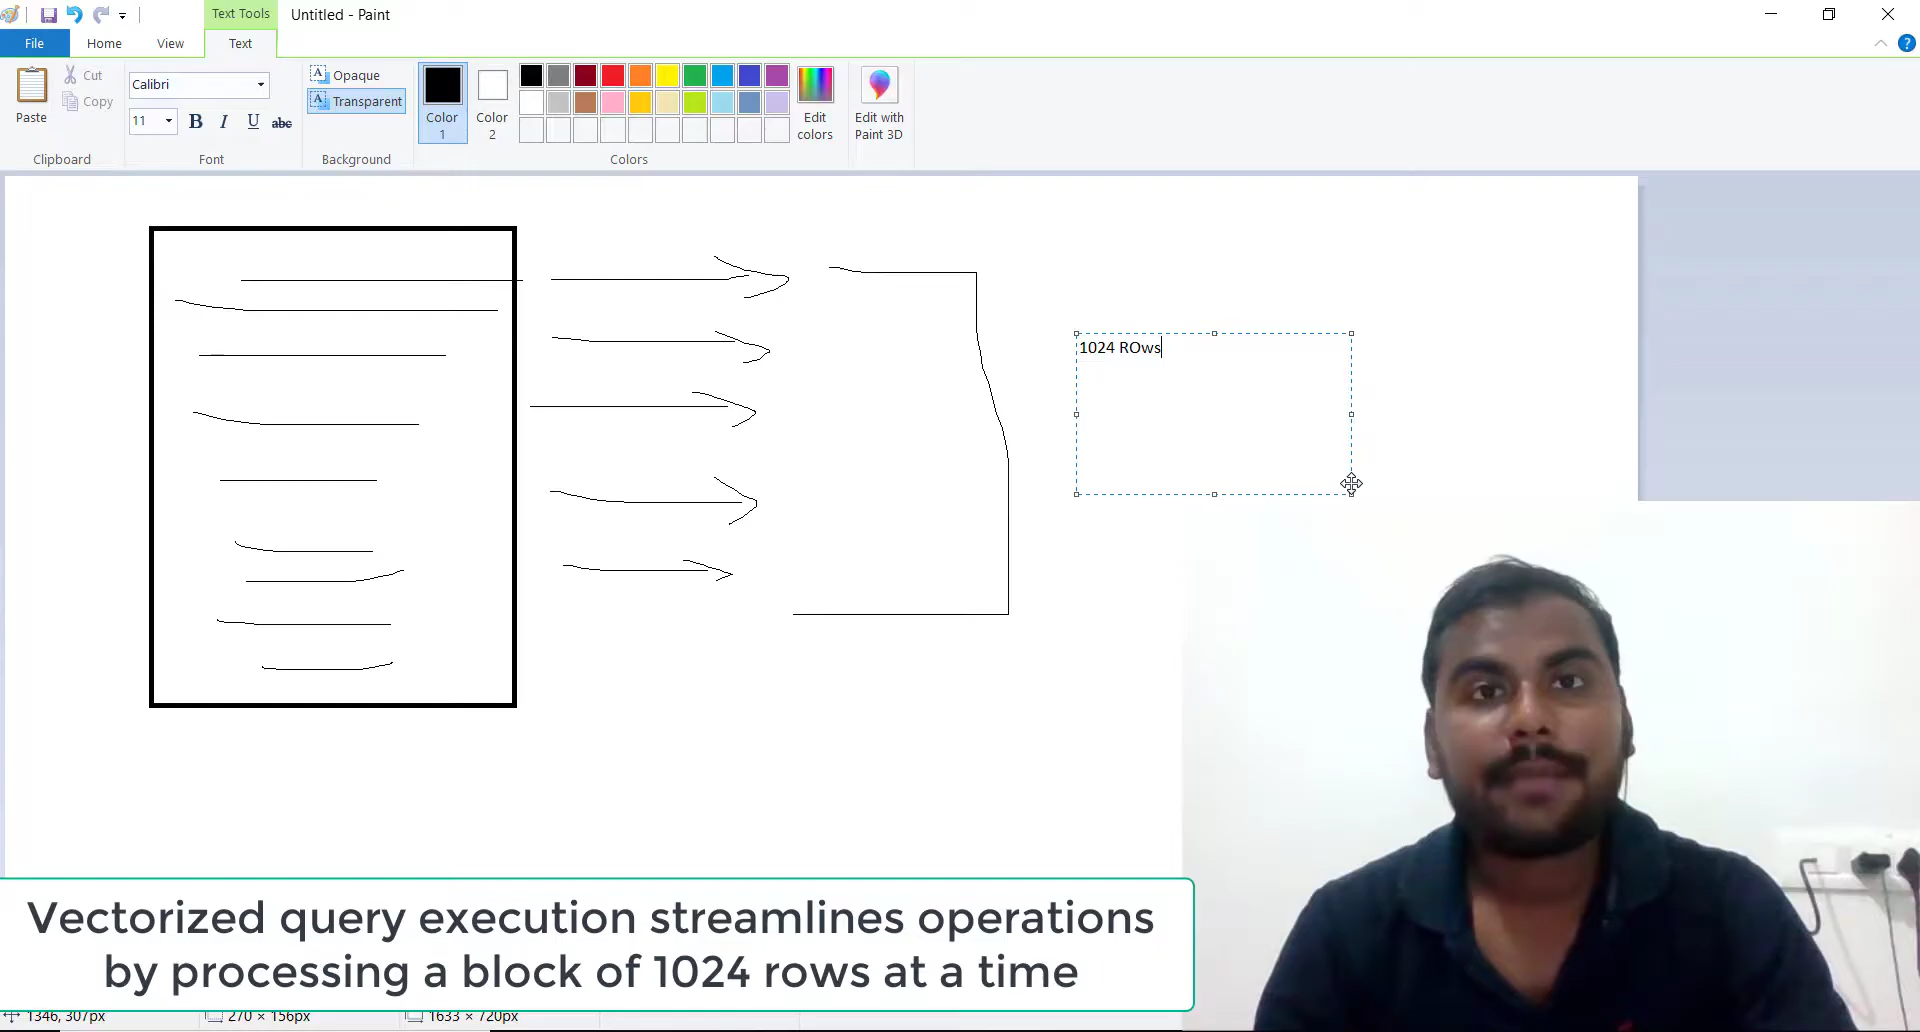 Text Tools
Untitled - Paint
File
Home
View
Text
Paste
Cut
Copy
Clipboard
Calibri
11
B I U abc
Font
Opaque
Transparent
Background
Color 1
Color 2
Edit colors
Colors
Edit with Paint 3D
1024 ROws
Vectorized query execution streamlines operations
by processing a block of 1024 rows at a time
1346, 307px
270 × 156px
1633 × 720px